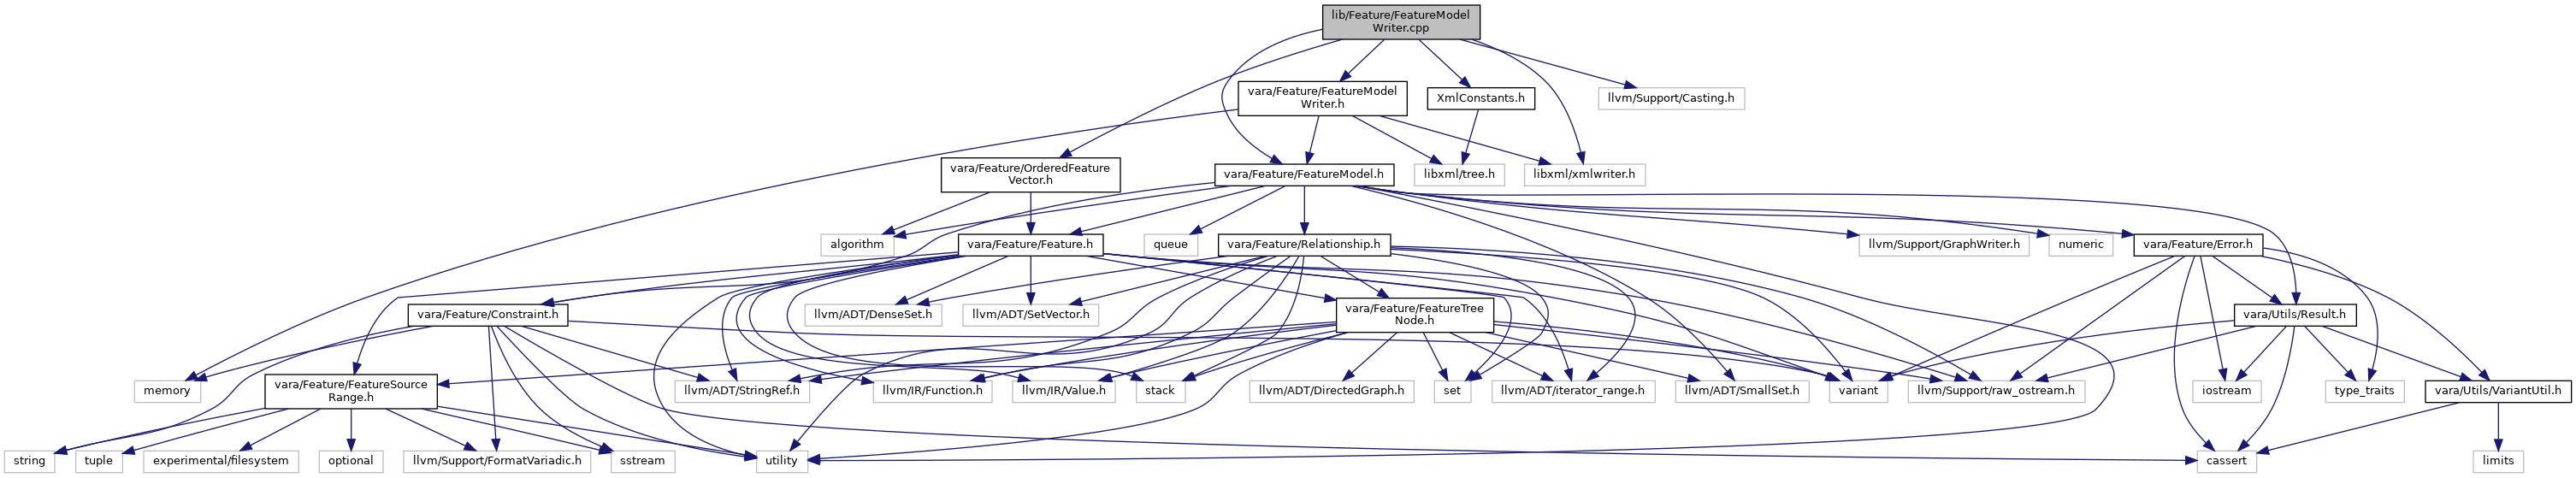 lib/Feature/FeatureModel
Writer.cpp
vara/Feature/FeatureModel
Writer.h
XmlConstants.h
llvm/Support/Casting.h
vara/Feature/OrderedFeature
Vector.h
vara/Feature/FeatureModel.h
libxml/tree.h
libxml/xmlwriter.h
algorithm
vara/Feature/Feature.h
queue
vara/Feature/Relationship.h
llvm/Support/GraphWriter.h
numeric
vara/Feature/Error.h
vara/Feature/Constraint.h
llvm/ADT/DenseSet.h
llvm/ADT/SetVector.h
vara/Feature/FeatureTree
Node.h
vara/Utils/Result.h
memory
vara/Feature/FeatureSource
Range.h
llvm/ADT/StringRef.h
llvm/IR/Function.h
llvm/IR/Value.h
stack
llvm/ADT/DirectedGraph.h
set
llvm/ADT/iterator_range.h
llvm/ADT/SmallSet.h
variant
llvm/Support/raw_ostream.h
iostream
type_traits
vara/Utils/VariantUtil.h
string
tuple
experimental/filesystem
optional
llvm/Support/FormatVariadic.h
sstream
utility
cassert
limits